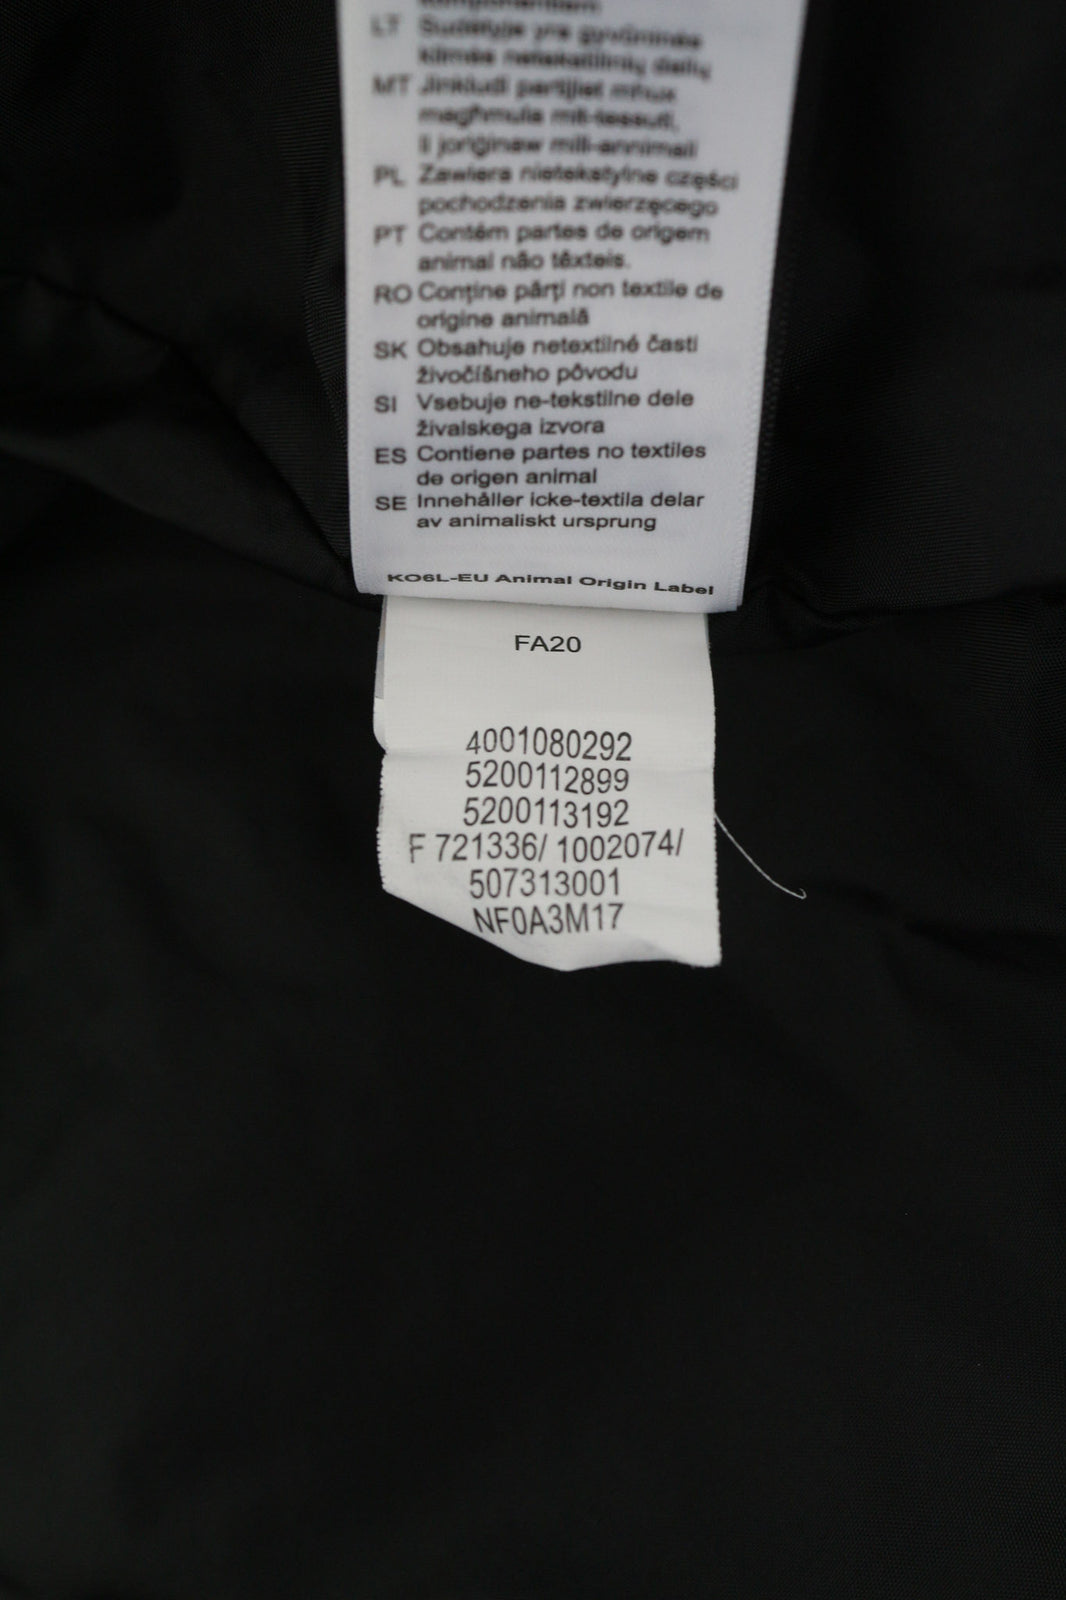 LT Sudėtyje yra gyvūninės
kilmės netekstilinių dalių
MT Jinkludi partijiet mhux
magħmula mit-tessuti,
li joriġinaw mill-annimali
PL Zawiera nietekstylne części
pochodzenia zwierzęcego
PT Contém partes de origem
animal não têxteis.
RO Conține părți non textile de
origine animală
SK Obsahuje netextilné časti
živočíšneho pôvodu
SI Vsebuje ne-tekstilne dele
živalskega izvora
ES Contiene partes no textiles
de origen animal
SE Innehåller icke-textila delar
av animaliskt ursprung
KO6L-EU Animal Origin Label
FA20
4001080292
5200112899
5200113192
F 721336/ 1002074/
507313001
NF0A3M17